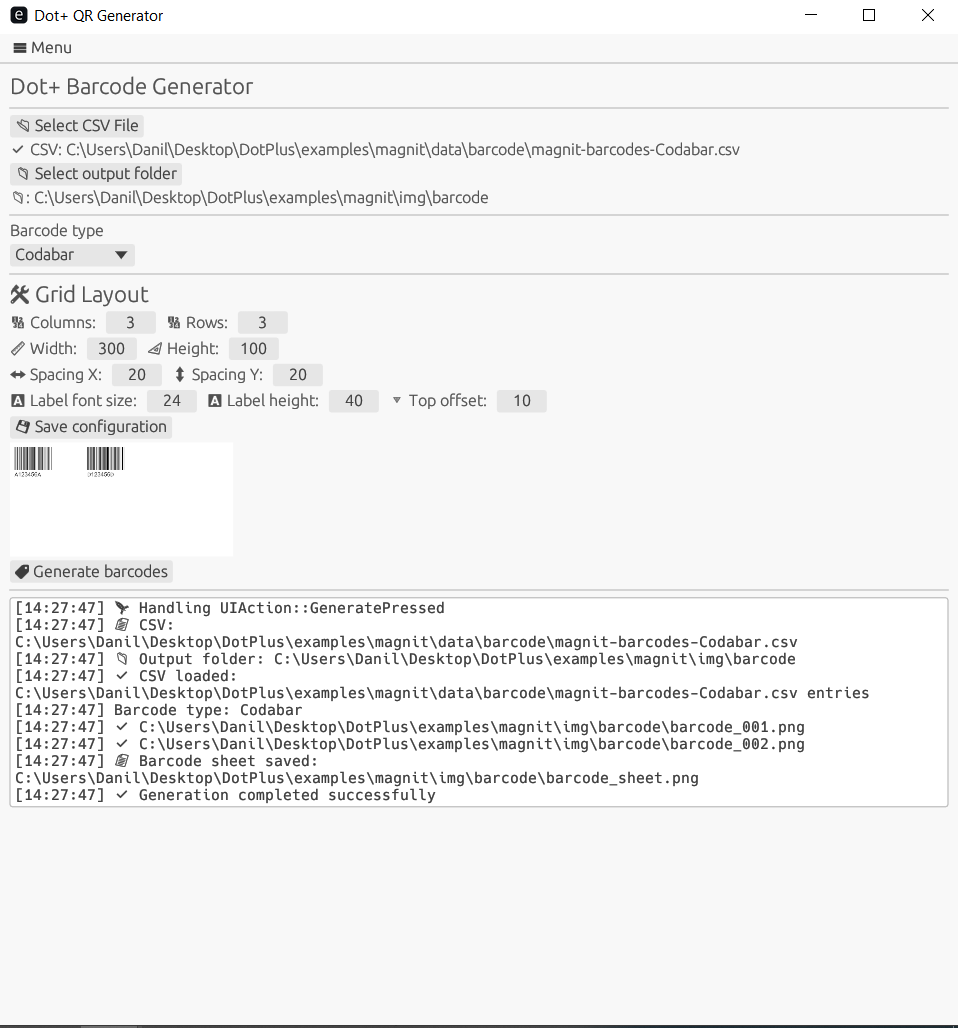 Dot+ QR Generator
Menu
Dot+ Barcode Generator
Select CSV File
✓ CSV: C:\Users\Danil\Desktop\DotPlus\examples\magnit\data\barcode\magnit-barcodes-Codabar.csv
Select output folder
: C:\Users\Danil\Desktop\DotPlus\examples\magnit\img\barcode
Barcode type
Codabar
Grid Layout
Columns: 3 Rows: 3
Width: 300 Height: 100
Spacing X: 20 Spacing Y: 20
Label font size: 24 Label height: 40 Top offset: 10
Save configuration
A123456A D123456D
Generate barcodes
[14:27:47] Handling UIAction::GeneratePressed
[14:27:47] CSV:
C:\Users\Danil\Desktop\DotPlus\examples\magnit\data\barcode\magnit-barcodes-Codabar.csv
[14:27:47] Output folder: C:\Users\Danil\Desktop\DotPlus\examples\magnit\img\barcode
[14:27:47] ✓ CSV loaded:
C:\Users\Danil\Desktop\DotPlus\examples\magnit\data\barcode\magnit-barcodes-Codabar.csv entries
[14:27:47] Barcode type: Codabar
[14:27:47] ✓ C:\Users\Danil\Desktop\DotPlus\examples\magnit\img\barcode\barcode_001.png
[14:27:47] ✓ C:\Users\Danil\Desktop\DotPlus\examples\magnit\img\barcode\barcode_002.png
[14:27:47] Barcode sheet saved:
C:\Users\Danil\Desktop\DotPlus\examples\magnit\img\barcode\barcode_sheet.png
[14:27:47] ✓ Generation completed successfully